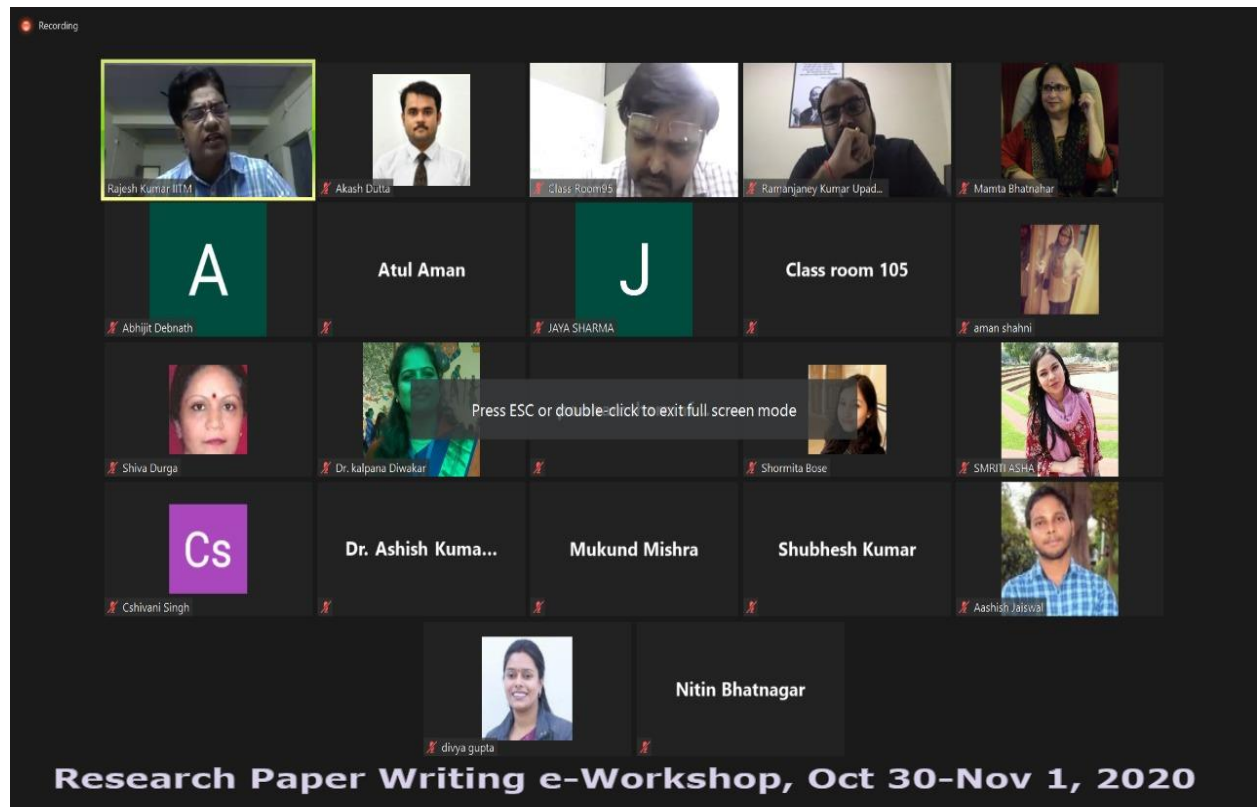 Recording
Rajesh Kumar IITM
Akash Dutta
Class Room95
Ramanjaney Kumar Upad...
Mamta Bhatnahar
A
Abhijit Debnath
Atul Aman
J
JAYA SHARMA
Class room 105
aman shahni
Shiva Durga
Dr. kalpana Diwakar
Press ESC or double-click to exit full screen mode
Shormita Bose
SMRITI ASHA
Cs
Cshivani Singh
Dr. Ashish Kuma...
Mukund Mishra
Shubhesh Kumar
Aashish Jaiswal
divya gupta
Nitin Bhatnagar
Research Paper Writing e-Workshop, Oct 30-Nov 1, 2020